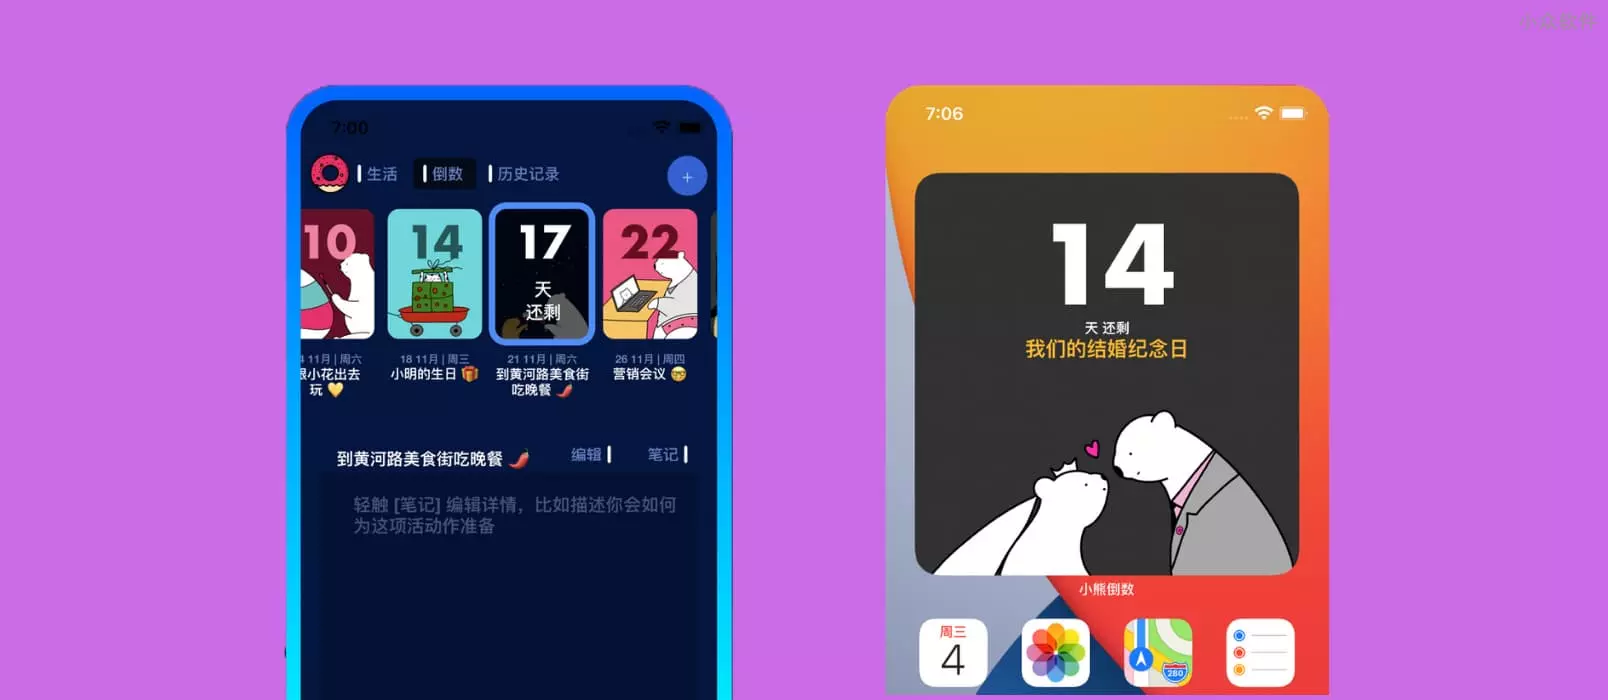 小众软件
7:00
生活
倒数
历史记录
+
10
14
17
天
还剩
22
11月 | 周六
小花出去
玩 💛
18 11月 | 周三
小明的生日 🎁
21 11月 | 周六
到黄河路美食街
吃晚餐 🌶️
26 11月 | 周四
营销会议 🤓
到黄河路美食街吃晚餐 🌶️
编辑
笔记
轻触 [笔记] 编辑详情，比如描述你会如何
为这项活动作准备
7:06
14
天 还剩
我们的结婚纪念日
小熊倒数
周三
4
280